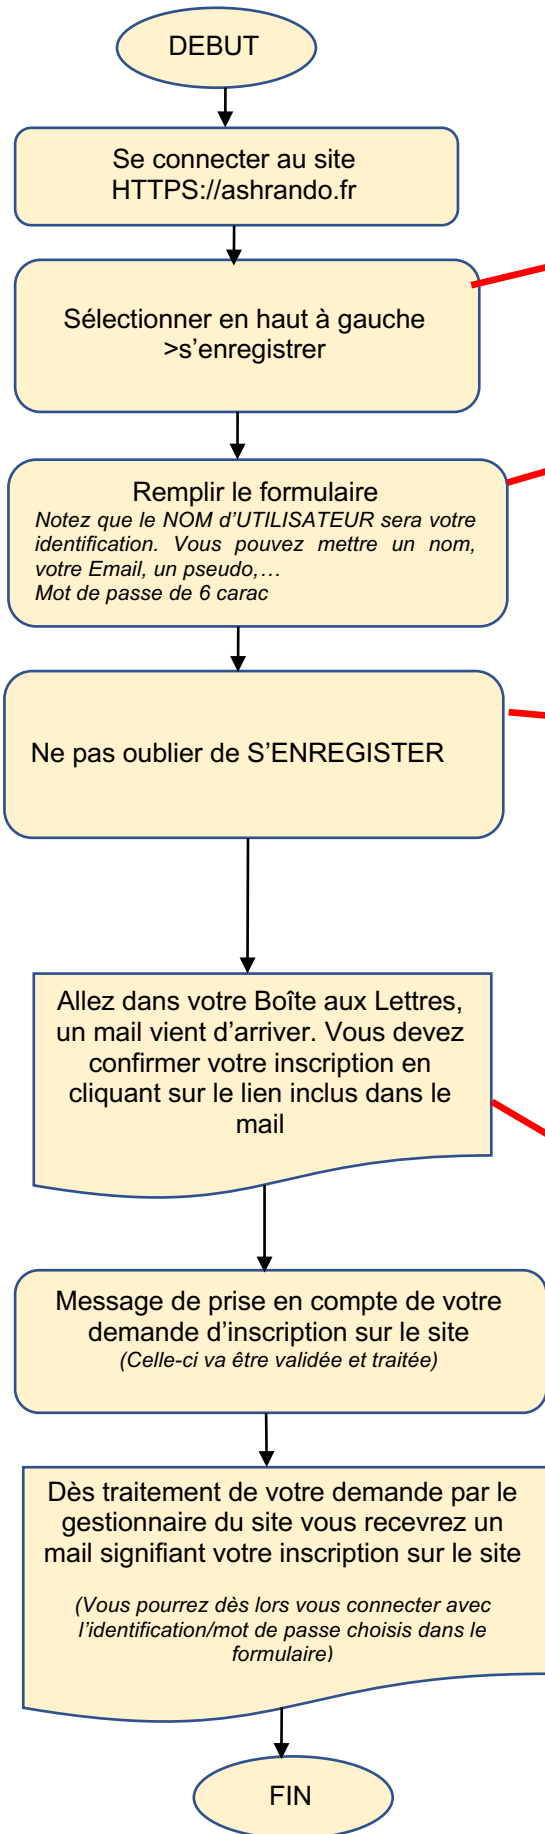 DEBUT
Se connecter au site
HTTPS://ashrando.fr
Sélectionner en haut à gauche
>s’enregistrer
Remplir le formulaire
Notez que le NOM d’UTILISATEUR sera votre
identification. Vous pouvez mettre un nom,
votre Email, un pseudo,…
Mot de passe de 6 carac
Ne pas oublier de S’ENREGISTER
Allez dans votre Boîte aux Lettres,
un mail vient d’arriver. Vous devez
confirmer votre inscription en
cliquant sur le lien inclus dans le
mail
Message de prise en compte de votre
demande d’inscription sur le site
(Celle-ci va être validée et traitée)
Dès traitement de votre demande par le
gestionnaire du site vous recevrez un
mail signifiant votre inscription sur le site
(Vous pourrez dès lors vous connecter avec
l’identification/mot de passe choisis dans le
formulaire)
FIN